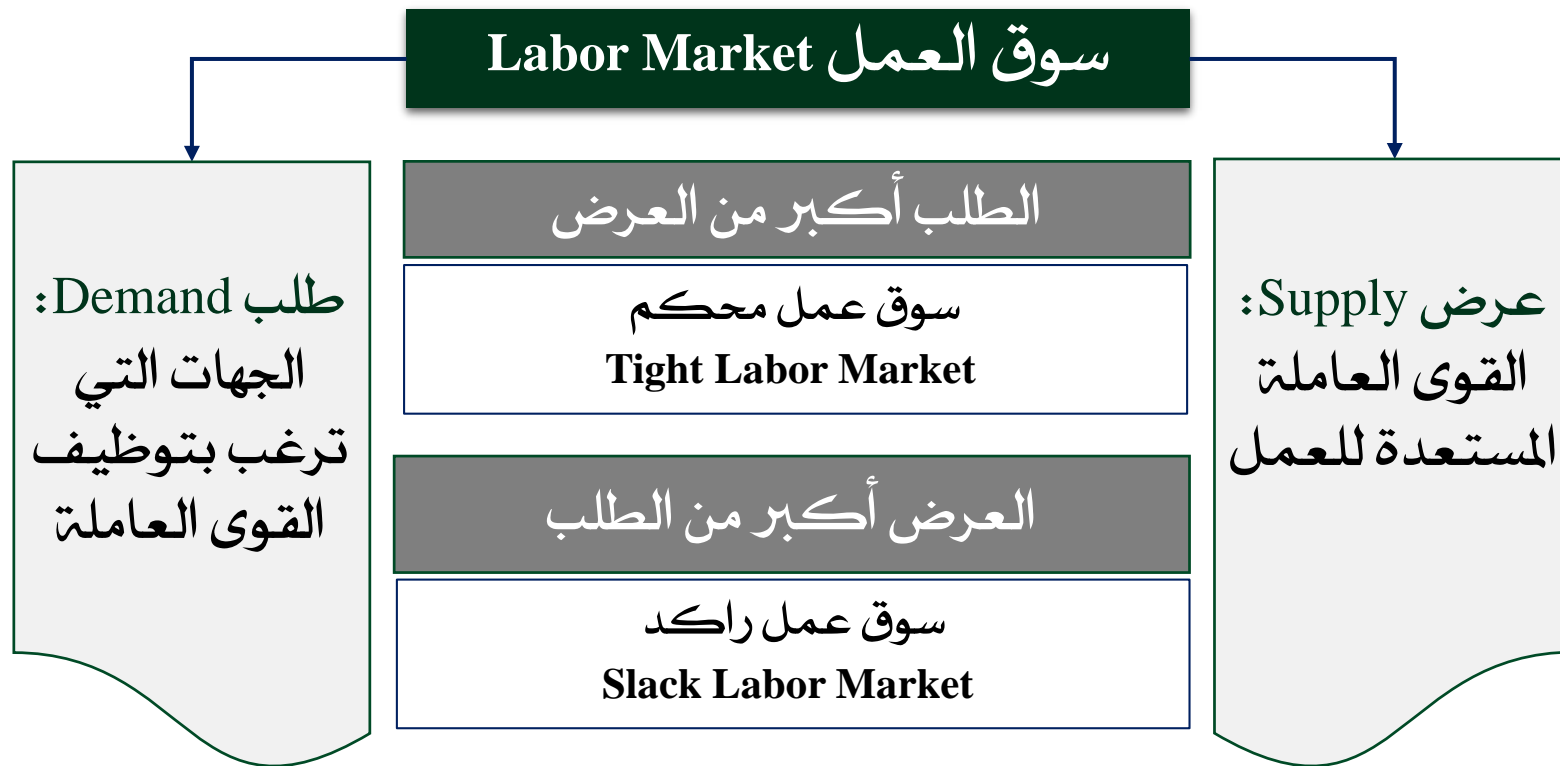 سوق العمل Labor Market
عرض Supply:
القوى العاملة
المستعدة للعمل
الطلب أكبر من العرض
سوق عمل محكم
Tight Labor Market
العرض أكبر من الطلب
سوق عمل راكد
Slack Labor Market
طلب Demand:
الجهات التي
ترغب بتوظيف
القوى العاملة